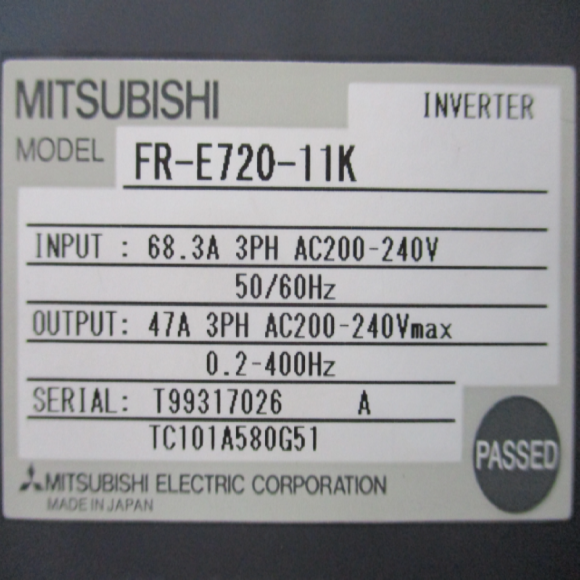 MITSUBISHI INVERTER
MODEL FR-E720-11K
INPUT : 68.3A 3PH AC200-240V
50/60Hz
OUTPUT: 47A 3PH AC200-240Vmax
0.2-400Hz
SERIAL: T99317026 A
TC101A580G51
PASSED
MITSUBISHI ELECTRIC CORPORATION
MADE IN JAPAN